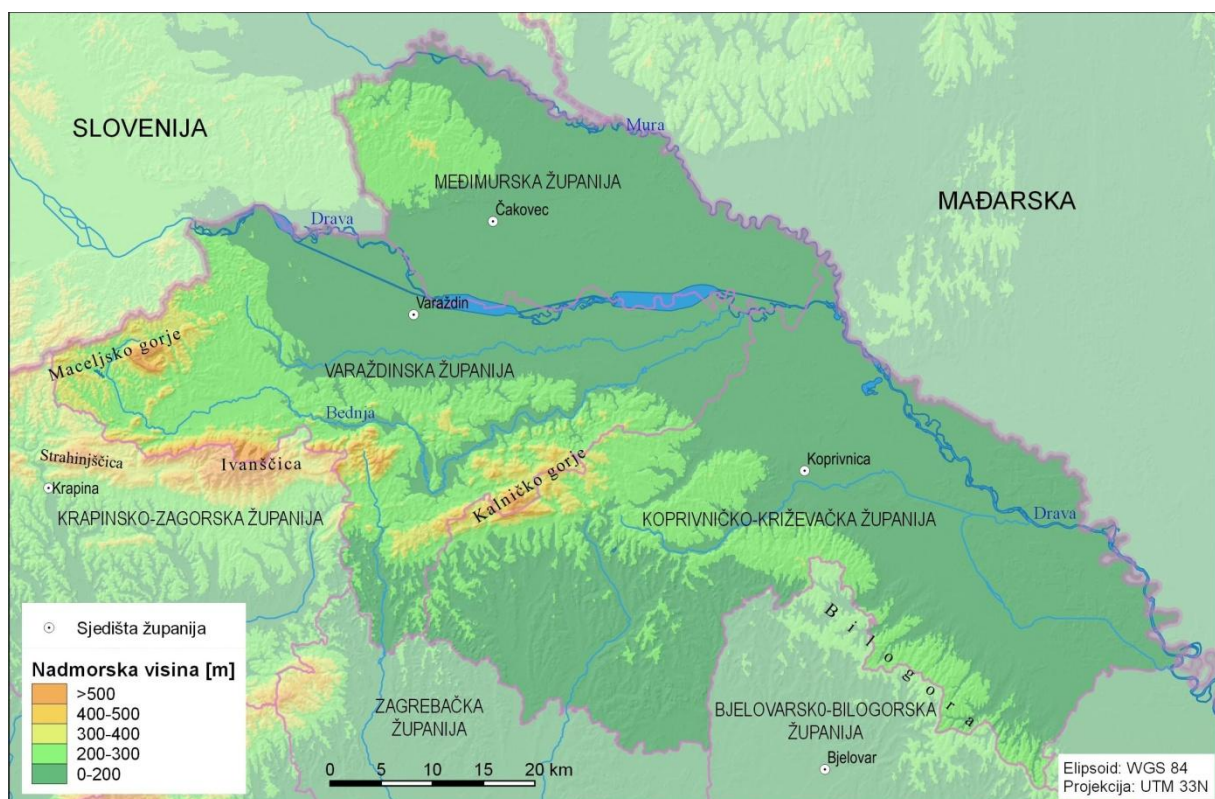 SLOVENIJA
Mura
MEĐIMURSKA ŽUPANIJA
Čakovec
MAĐARSKA
Drava
Varaždin
Maceljsko gorje
VARAŽDINSKA ŽUPANIJA
Bednja
Strahinjščica
Ivanščica
Krapina
Kalničko gorje
Koprivnica
KRAPINSKO-ZAGORSKA ŽUPANIJA
KOPRIVNIČKO-KRIŽEVAČKA ŽUPANIJA
Drava
Bilogora
ZAGREBAČKA
ŽUPANIJA
BJELOVARSKO-BILOGORSKA
ŽUPANIJA
Bjelovar
Sjedišta županija
Nadmorska visina [m]
>500
400-500
300-400
200-300
0-200
0 5 10 15 20 km
Elipsoid: WGS 84
Projekcija: UTM 33N